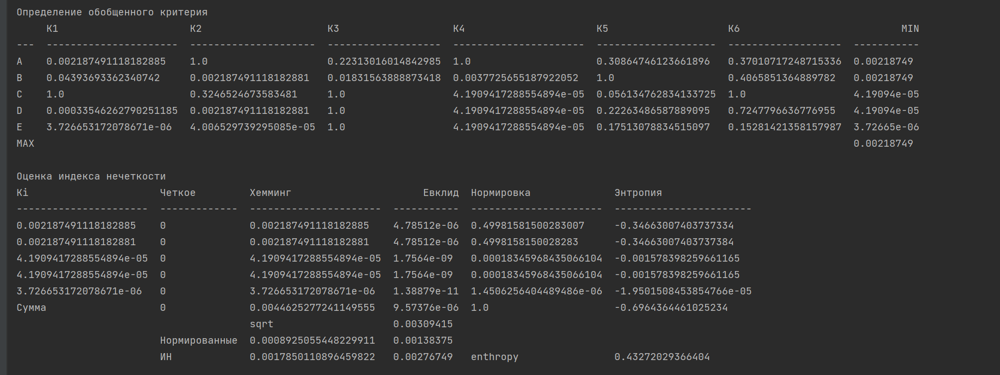 Определение обобщенного критерия
K1 K2 K3 K4 K5 K6 MIN
--- ---------------------- --------------------- ------------------- ---------------------- -------------------- ------------------- -----------
A 0.002187491118182885 1.0 0.22313016014842985 1.0 0.30864746123661896 0.37010717248715336 0.00218749
B 0.04393693362340742 0.002187491118182881 0.01831563888873418 0.0037725655187922052 1.0 0.4065851364889782 0.00218749
C 1.0 0.3246524673583481 1.0 4.1909417288554894e-05 0.056134762834133725 1.0 4.19094e-05
D 0.00033546262790251185 0.002187491118182881 1.0 4.1909417288554894e-05 0.22263486587889095 0.7247796636776955 4.19094e-05
E 3.726653172078671e-06 4.006529739295085e-05 1.0 4.1909417288554894e-05 0.17513078834515097 0.15281421358157987 3.72665e-06
MAX 0.00218749
Оценка индекса нечеткости
Ki Четкое Хемминг Евклид Нормировка Энтропия
---------------------- ------------- ---------------------- ----------- ---------------------- -----------------------
0.002187491118182885 0 0.002187491118182885 4.78512e-06 0.49981581500283007 -0.34663007403737334
0.002187491118182881 0 0.002187491118182881 4.78512e-06 0.4998158150028283 -0.34663007403737384
4.1909417288554894e-05 0 4.1909417288554894e-05 1.7564e-09 0.00018345968435066104 -0.001578398259661165
4.1909417288554894e-05 0 4.1909417288554894e-05 1.7564e-09 0.00018345968435066104 -0.001578398259661165
3.726653172078671e-06 0 3.726653172078671e-06 1.38879e-11 1.4506256404489486e-06 -1.9501508453854766e-05
Сумма 0 0.0044625277241149555 9.57376e-06 1.0 -0.6964364461025234
sqrt 0.00309415
Нормированные 0.0008925055448229911 0.00138375
ИН 0.0017850110896459822 0.00276749 enthropy 0.43272029366404